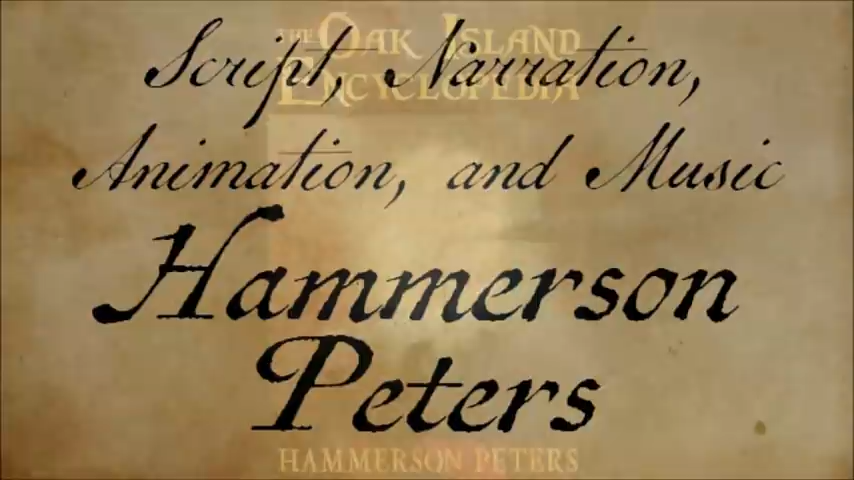 THE OAK ISLAND
ENCYCLOPEDIA
Script, Narration,
Animation, and Music
Hammerson
Peters
HAMMERSON PETERS